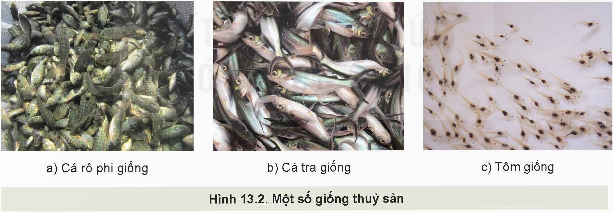 a) Cá rô phi giống
b) Cá tra giống
c) Tôm giống
Hình 13.2. Một số giống thuỷ sản